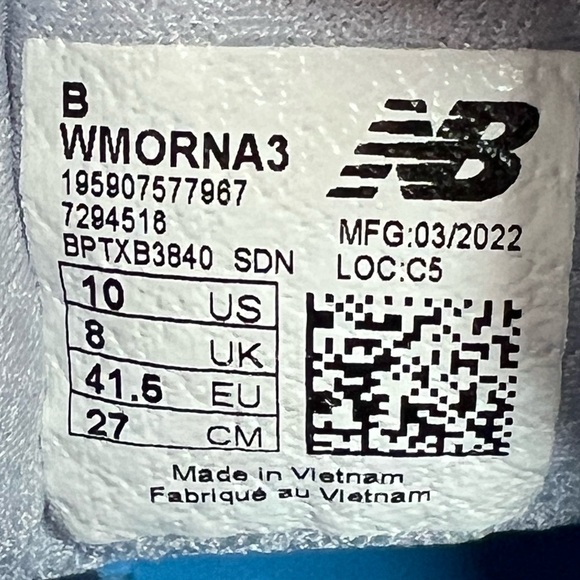 B
WMORNA3
195907577967
7294516
BPTXB3840 SDN
NB
MFG:03/2022
LOC:C5
10 US
8 UK
41.5 EU
27 CM
Made in Vietnam
Fabriqué au Vietnam